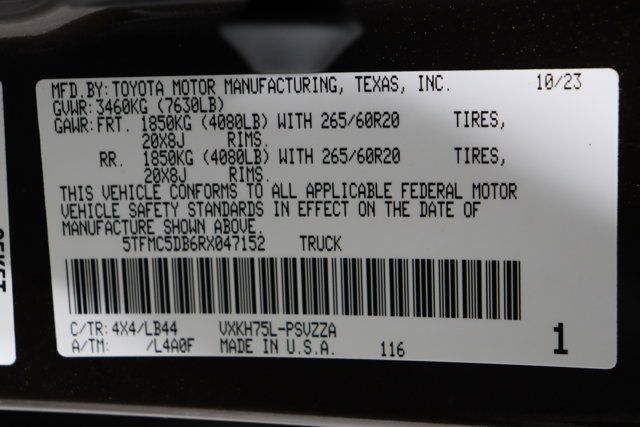 MFD.BY: TOYOTA MOTOR MANUFACTURING, TEXAS, INC. 10/23
GVWR: 3460KG (7630LB)
GAWR: FRT. 1850KG (4080LB) WITH 265/60R20 TIRES,
20X8J RIMS.
RR. 1850KG (4080LB) WITH 265/60R20 TIRES,
20X8J RIMS.
THIS VEHICLE CONFORMS TO ALL APPLICABLE FEDERAL MOTOR
VEHICLE SAFETY STANDARDS IN EFFECT ON THE DATE OF
MANUFACTURE SHOWN ABOVE.
5TFMC5DB6RX047152 TRUCK
C/TR: 4X4/LB44 VXKH75L-PSVZZA
A/TM: /L4A0F MADE IN U.S.A. 116 1